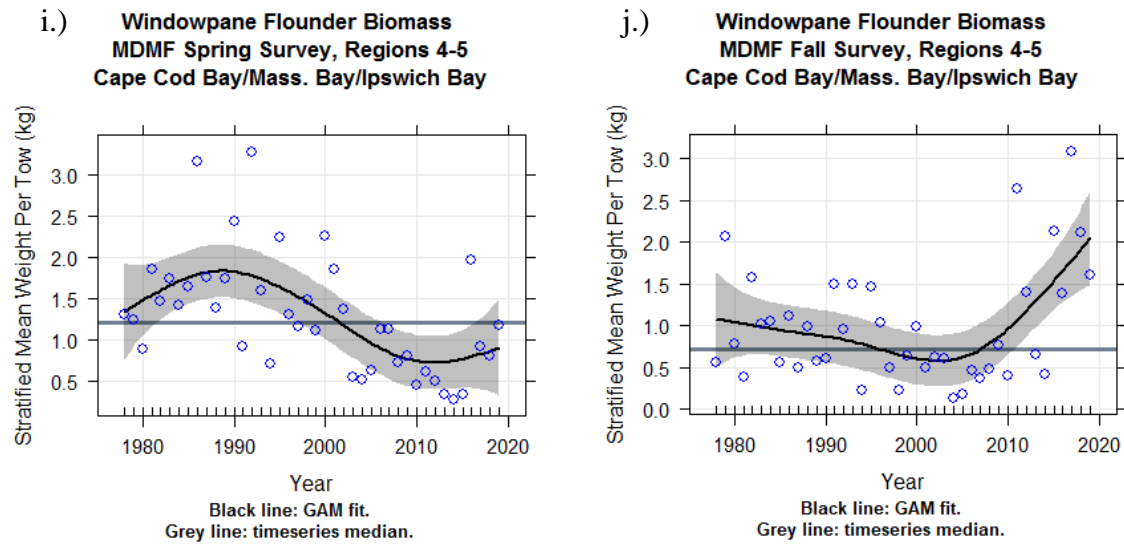 i.)
Windowpane Flounder Biomass
MDMF Spring Survey, Regions 4-5
Cape Cod Bay/Mass. Bay/Ipswich Bay
Stratified Mean Weight Per Tow (kg)
3.0
2.5
2.0
1.5
1.0
0.5
1980 1990 2000 2010 2020
Year
Black line: GAM fit.
Grey line: timeseries median.
j.)
Windowpane Flounder Biomass
MDMF Fall Survey, Regions 4-5
Cape Cod Bay/Mass. Bay/Ipswich Bay
Stratified Mean Weight Per Tow (kg)
3.0
2.5
2.0
1.5
1.0
0.5
0.0
1980 1990 2000 2010 2020
Year
Black line: GAM fit.
Grey line: timeseries median.